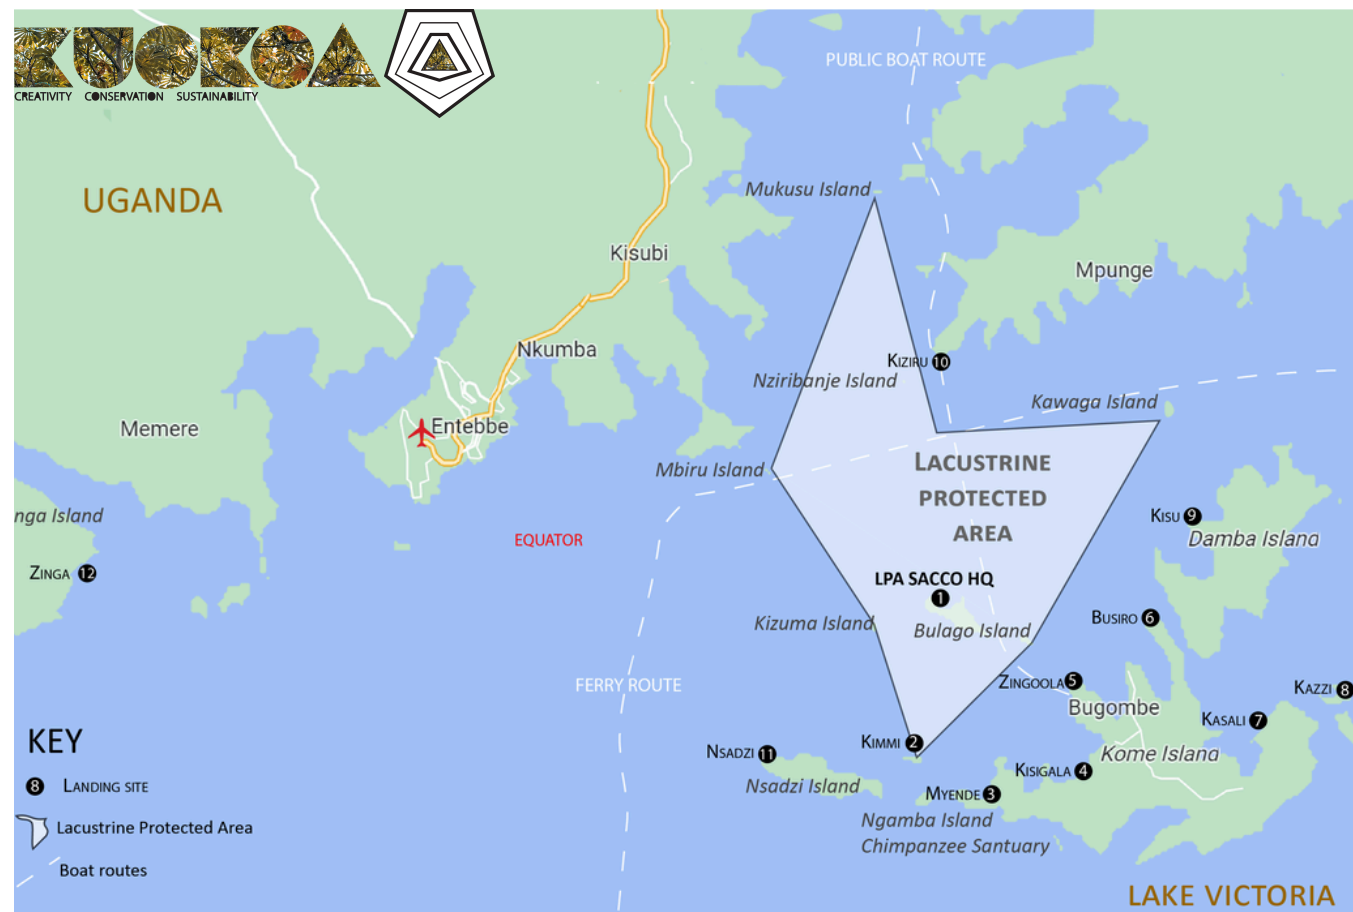 KUOKOA
CREATIVITY CONSERVATION SUSTAINABILITY
PUBLIC BOAT ROUTE
UGANDA
Mukusu Island
Kisubi
Mpunge
Nkumba
KIZIRU 10
Nziribanje Island
Kawaga Island
Memere
Entebbe
Mbiru Island
LACUSTRINE
PROTECTED
AREA
nga Island
KISU 9
Damba Island
EQUATOR
ZINGA 12
LPA SACCO HQ
1
Kizuma Island
Bulago Island
BUSIRO 6
FERRY ROUTE
ZINGOOLA 5
KAZZI 8
Bugombe
KASALI 7
KEY
KIMMI 2
NSADZI 11
Kome Island
KISIGALA 4
8 LANDING SITE
Nsadzi Island
MYENDE 3
Ngamba Island
Chimpanzee Santuary
Lacustrine Protected Area
Boat routes
LAKE VICTORIA